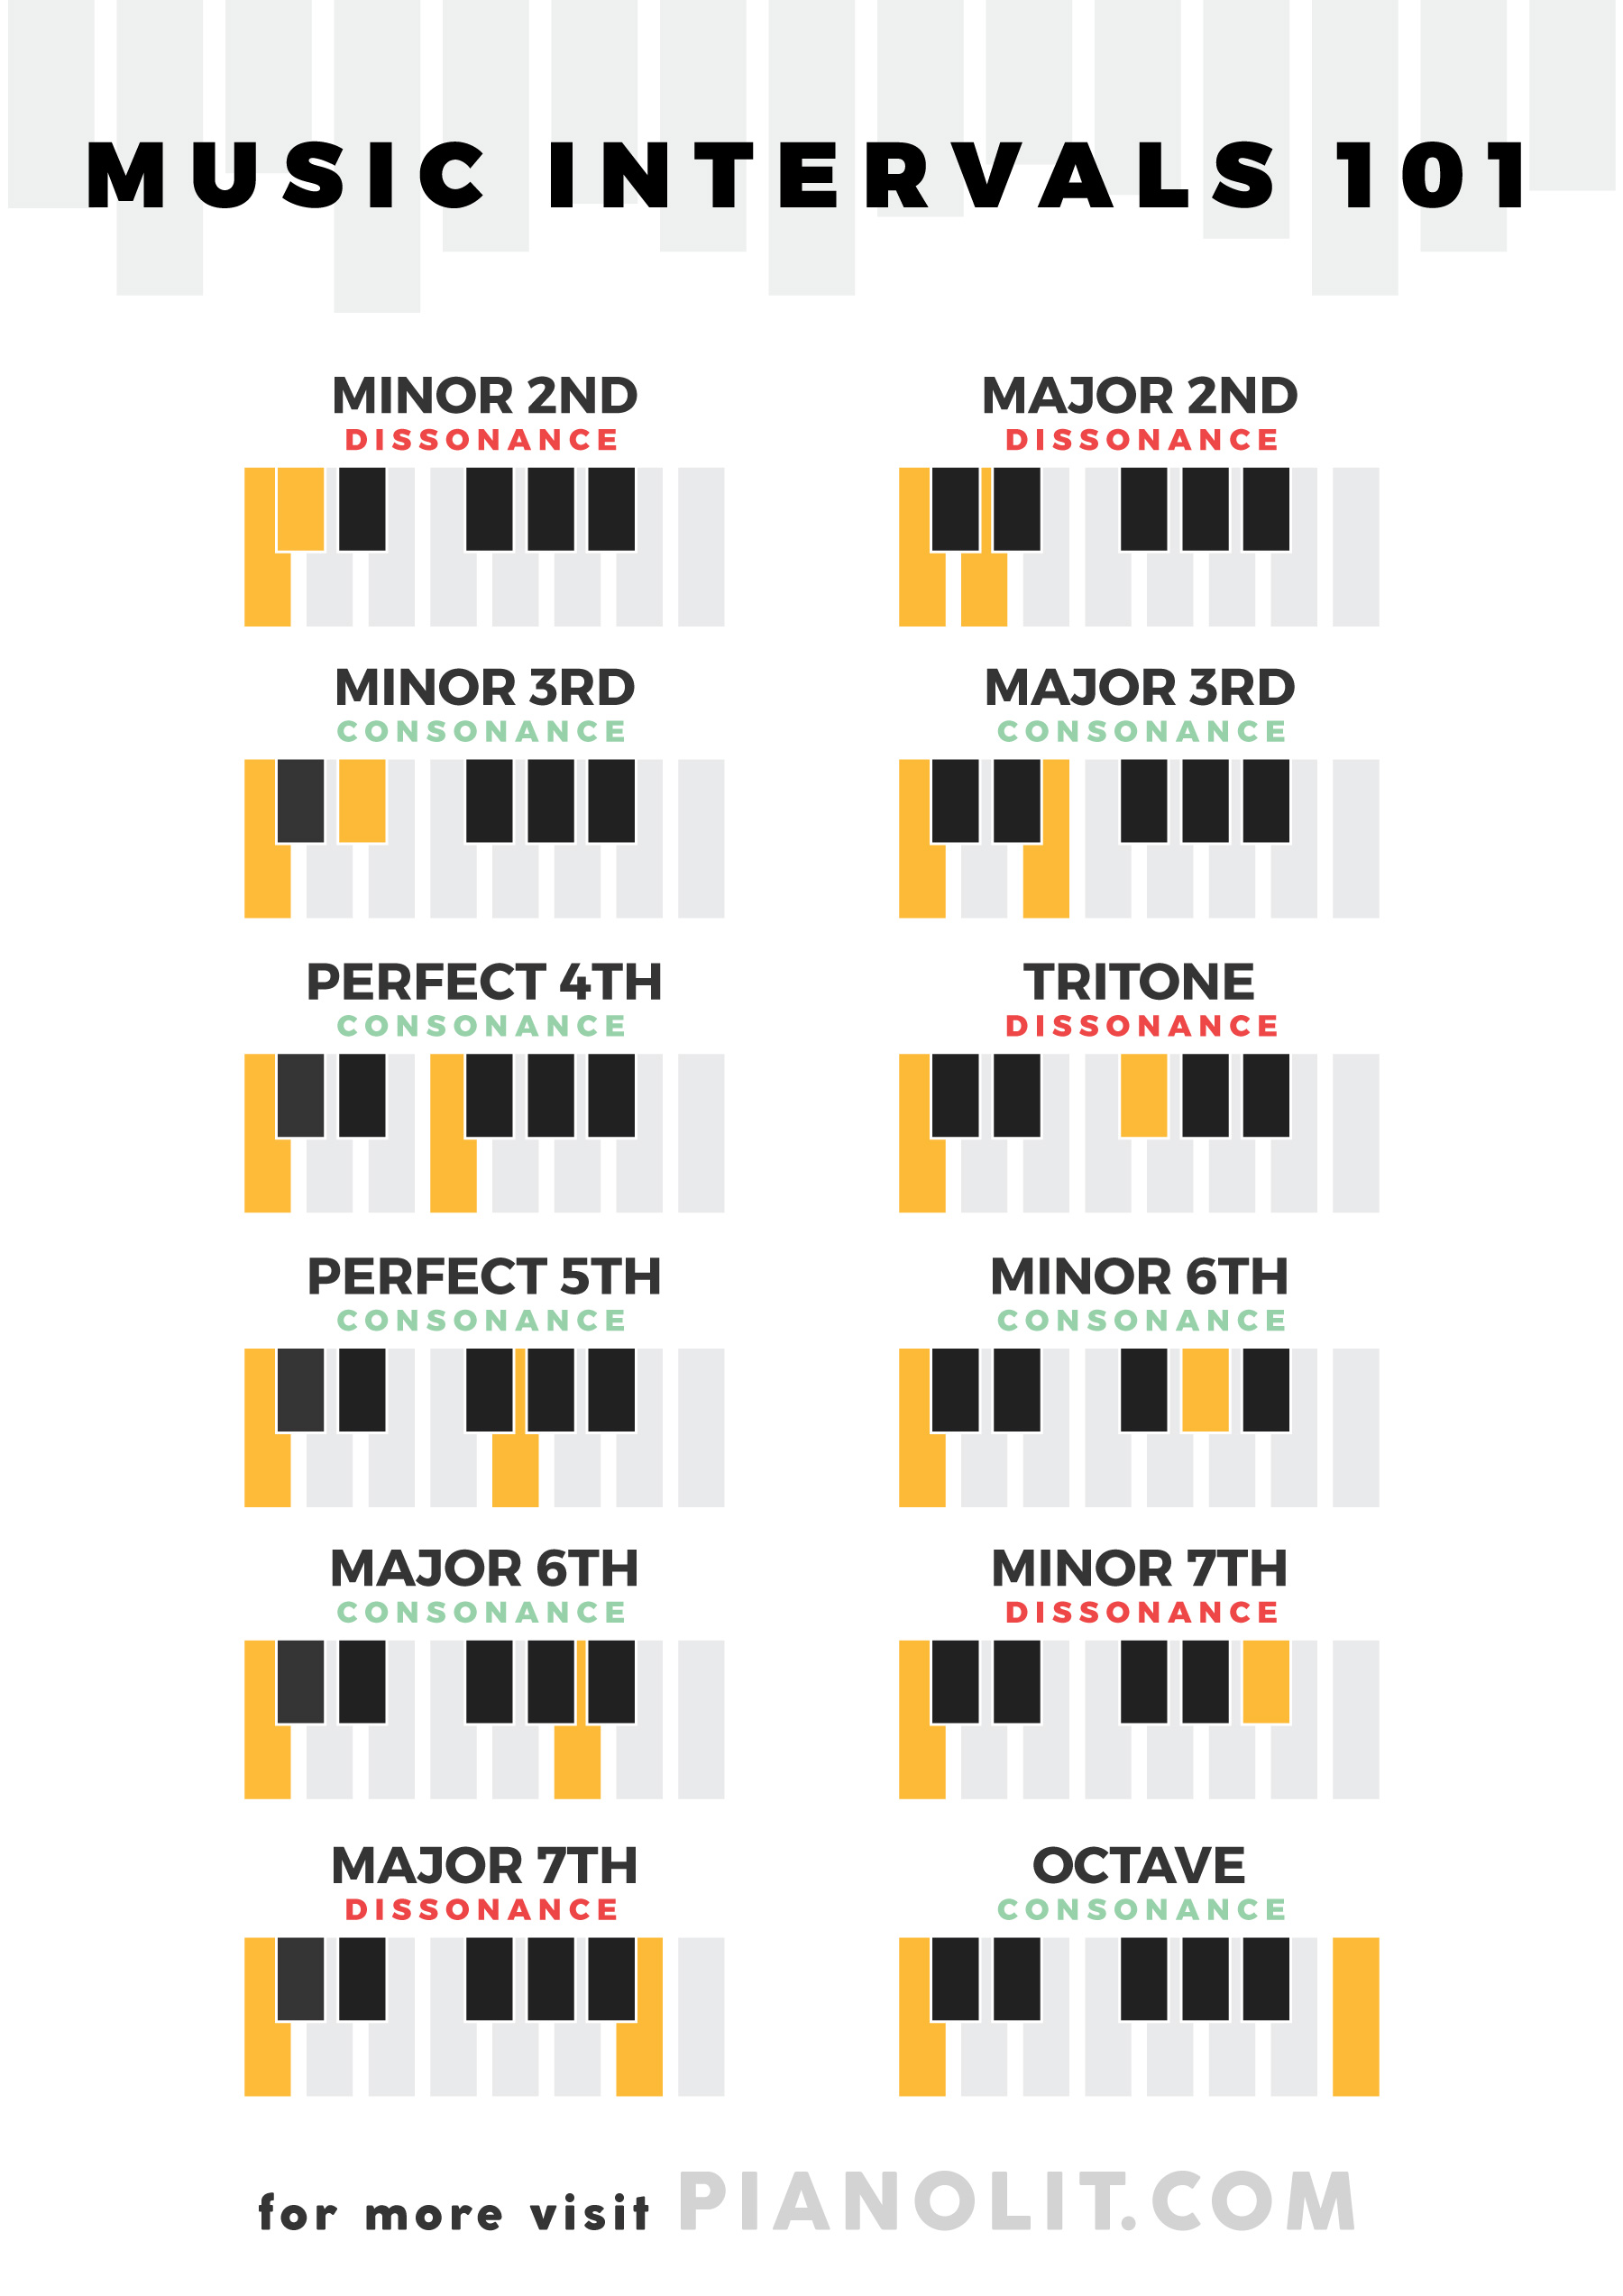 MUSIC INTERVALS 101
MINOR 2ND
DISSONANCE
MAJOR 2ND
DISSONANCE
MINOR 3RD
CONSONANCE
MAJOR 3RD
CONSONANCE
PERFECT 4TH
CONSONANCE
TRITONE
DISSONANCE
PERFECT 5TH
CONSONANCE
MINOR 6TH
CONSONANCE
MAJOR 6TH
CONSONANCE
MINOR 7TH
DISSONANCE
MAJOR 7TH
DISSONANCE
OCTAVE
CONSONANCE
for more visit PIANOLIT.COM